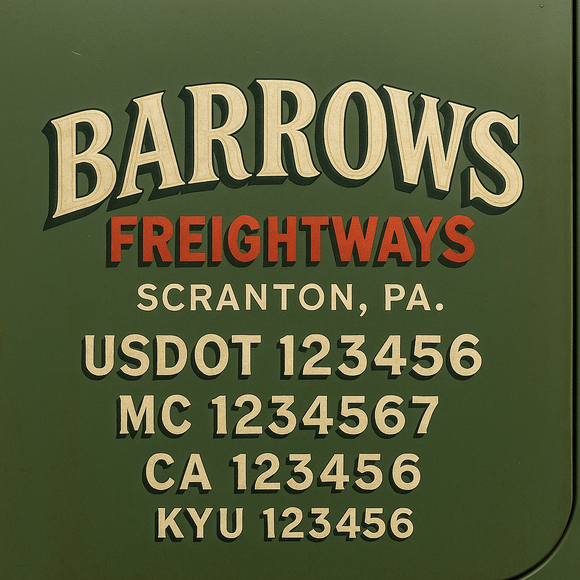 BARROWS
FREIGHTWAYS
SCRANTON, PA.
USDOT 123456
MC 1234567
CA 123456
KYU 123456